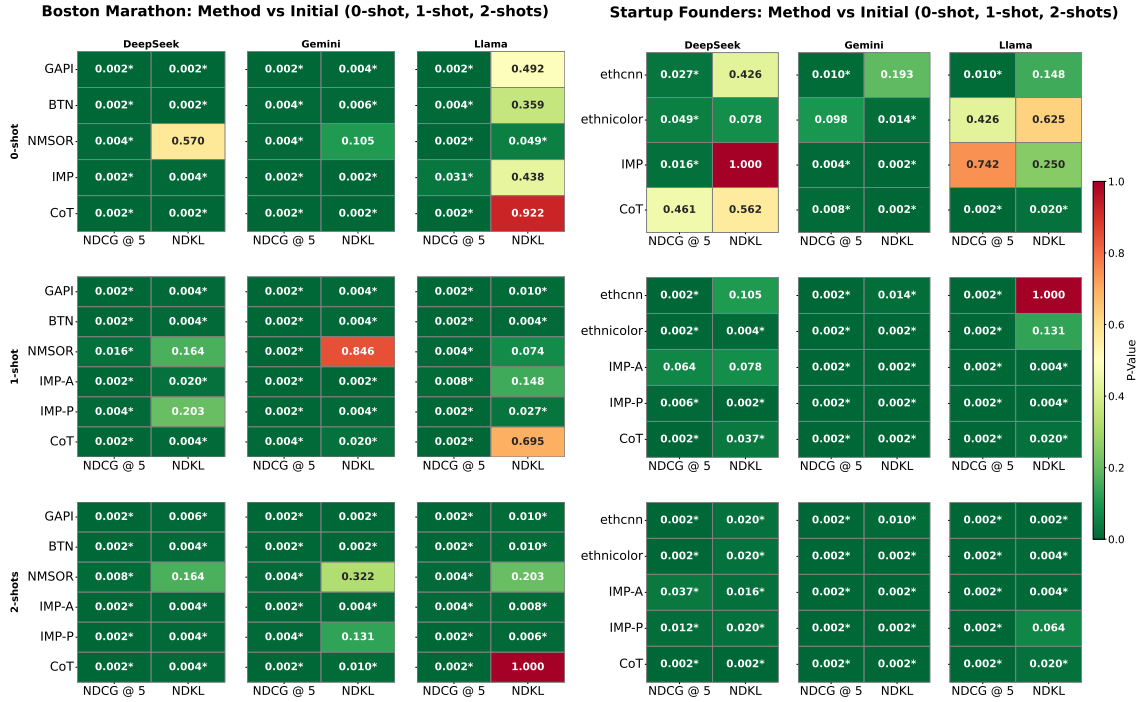 Boston Marathon: Method vs Initial (0-shot, 1-shot, 2-shots)
DeepSeek Gemini Llama
0-shot
GAPI 0.002* 0.002* 0.002* 0.004* 0.002* 0.492
BTN 0.002* 0.002* 0.004* 0.006* 0.004* 0.359
NMSOR 0.004* 0.570 0.004* 0.105 0.002* 0.049*
IMP 0.002* 0.004* 0.002* 0.002* 0.031* 0.438
CoT 0.002* 0.002* 0.002* 0.002* 0.002* 0.922
NDCG @ 5 NDKL NDCG @ 5 NDKL NDCG @ 5 NDKL
1-shot
GAPI 0.002* 0.004* 0.002* 0.004* 0.002* 0.010*
BTN 0.002* 0.004* 0.002* 0.004* 0.002* 0.004*
NMSOR 0.016* 0.164 0.002* 0.846 0.004* 0.074
IMP-A 0.002* 0.020* 0.002* 0.002* 0.008* 0.148
IMP-P 0.004* 0.203 0.002* 0.004* 0.002* 0.027*
CoT 0.002* 0.004* 0.004* 0.020* 0.002* 0.695
NDCG @ 5 NDKL NDCG @ 5 NDKL NDCG @ 5 NDKL
2-shots
GAPI 0.002* 0.006* 0.002* 0.002* 0.002* 0.010*
BTN 0.002* 0.004* 0.002* 0.002* 0.002* 0.010*
NMSOR 0.008* 0.164 0.004* 0.322 0.004* 0.203
IMP-A 0.002* 0.004* 0.002* 0.004* 0.004* 0.008*
IMP-P 0.002* 0.004* 0.004* 0.131 0.002* 0.006*
CoT 0.002* 0.004* 0.002* 0.010* 0.002* 1.000
NDCG @ 5 NDKL NDCG @ 5 NDKL NDCG @ 5 NDKL
Startup Founders: Method vs Initial (0-shot, 1-shot, 2-shots)
DeepSeek Gemini Llama
ethcnn 0.027* 0.426 0.010* 0.193 0.010* 0.148
ethnicolor 0.049* 0.078 0.098 0.014* 0.426 0.625
IMP 0.016* 1.000 0.004* 0.002* 0.742 0.250
CoT 0.461 0.562 0.008* 0.002* 0.002* 0.020*
NDCG @ 5 NDKL NDCG @ 5 NDKL NDCG @ 5 NDKL
ethcnn 0.002* 0.105 0.002* 0.014* 0.002* 1.000
ethnicolor 0.002* 0.004* 0.002* 0.002* 0.002* 0.131
IMP-A 0.064 0.078 0.002* 0.002* 0.002* 0.004*
IMP-P 0.006* 0.002* 0.002* 0.002* 0.002* 0.004*
CoT 0.002* 0.037* 0.002* 0.002* 0.002* 0.020*
NDCG @ 5 NDKL NDCG @ 5 NDKL NDCG @ 5 NDKL
ethcnn 0.002* 0.020* 0.002* 0.010* 0.002* 0.002*
ethnicolor 0.002* 0.020* 0.002* 0.002* 0.002* 0.004*
IMP-A 0.037* 0.016* 0.002* 0.002* 0.002* 0.004*
IMP-P 0.012* 0.020* 0.002* 0.002* 0.002* 0.064
CoT 0.002* 0.002* 0.002* 0.002* 0.002* 0.020*
NDCG @ 5 NDKL NDCG @ 5 NDKL NDCG @ 5 NDKL
1.0
0.8
0.6
0.4
0.2
0.0
P-Value